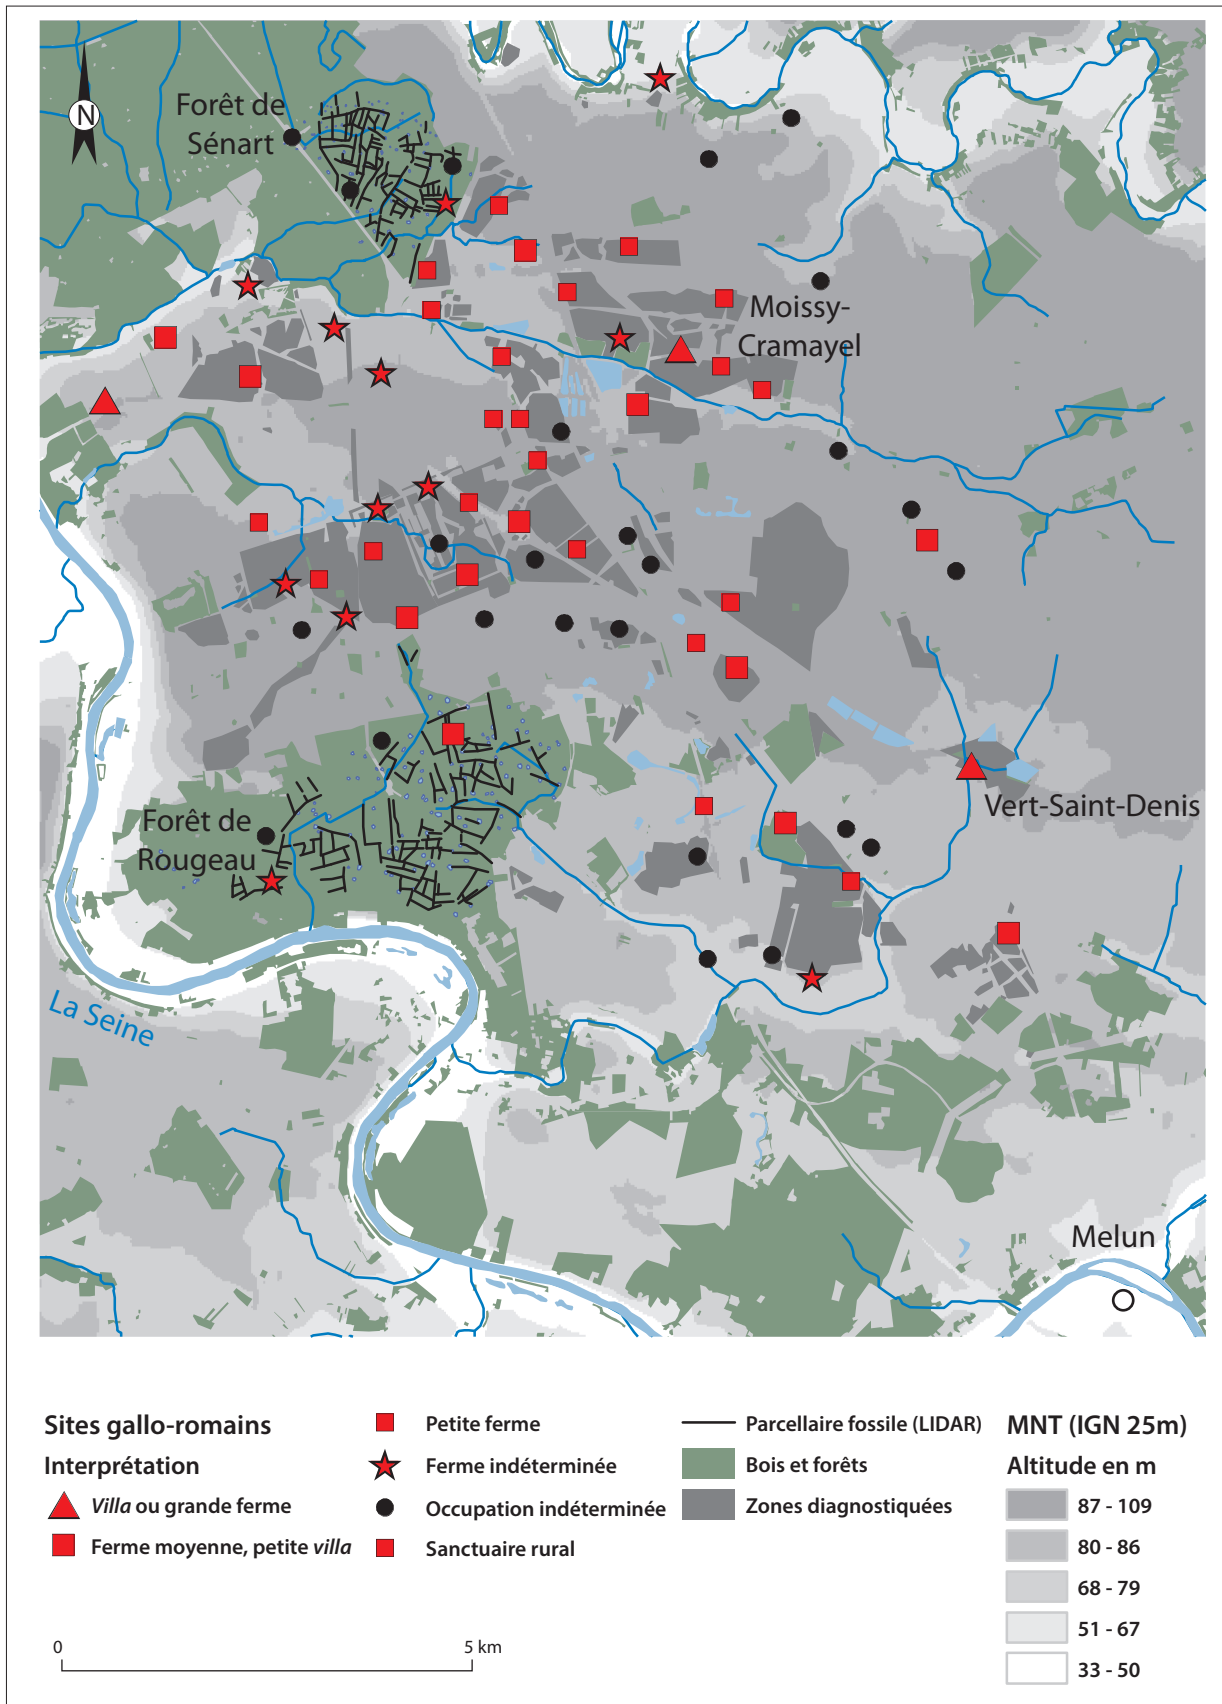 N
Forêt de
Sénart
Moissy-
Cramayel
Forêt de
Rougeau
Vert-Saint-Denis
La Seine
Melun
Sites gallo-romains
Interprétation
Villa ou grande ferme
Ferme moyenne, petite villa
Petite ferme
Ferme indéterminée
Occupation indéterminée
Sanctuaire rural
Parcellaire fossile (LIDAR)
Bois et forêts
Zones diagnostiquées
MNT (IGN 25m)
Altitude en m
87 - 109
80 - 86
68 - 79
51 - 67
33 - 50
0
5 km